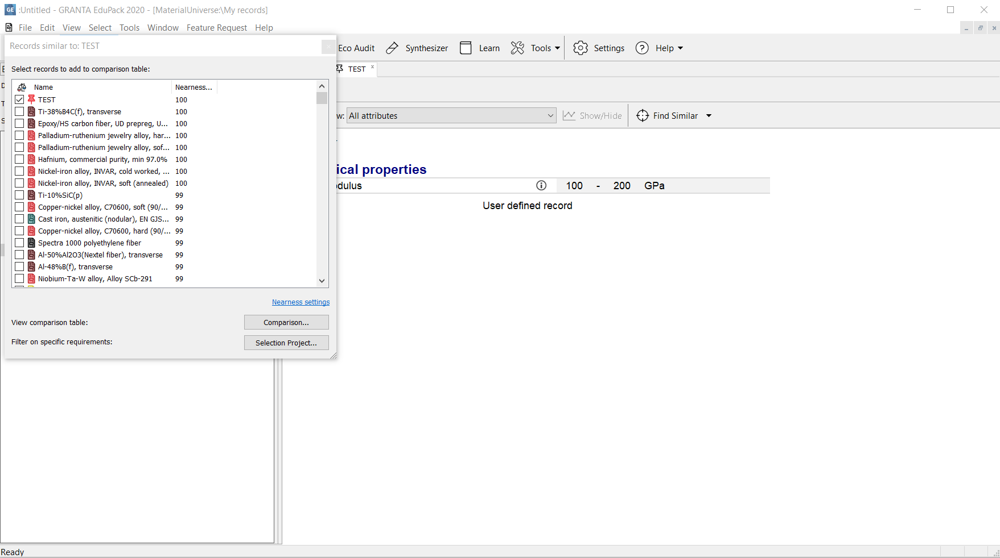 GE :Untitled - GRANTA EduPack 2020 - [MaterialUniverse:\My records]
File Edit View Select Tools Window Feature Request Help
Records similar to: TEST
Eco Audit Synthesizer Learn Tools Settings ? Help
Select records to add to comparison table:
TEST
Name Nearness...
TEST 100
Ti-38%B4C(f), transverse 100
Epoxy/HS carbon fiber, UD prepreg, U... 100
Palladium-ruthenium jewelry alloy, har... 100
Palladium-ruthenium jewelry alloy, sof... 100
Hafnium, commercial purity, min 97.0% 100
Nickel-iron alloy, INVAR, cold worked, ... 100
Nickel-iron alloy, INVAR, soft (annealed) 100
Ti-10%SiC(p) 99
Copper-nickel alloy, C70600, soft (90/... 99
Cast iron, austenitic (nodular), EN GJS... 99
Copper-nickel alloy, C70600, hard (90/... 99
Spectra 1000 polyethylene fiber 99
Al-50%Al2O3(Nextel fiber), transverse 99
Al-48%B(f), transverse 99
Niobium-Ta-W alloy, Alloy SCb-291 99
w: All attributes Show/Hide Find Similar
ical properties
odulus 100 - 200 GPa
User defined record
Nearness settings
View comparison table: Comparison...
Filter on specific requirements: Selection Project...
Ready